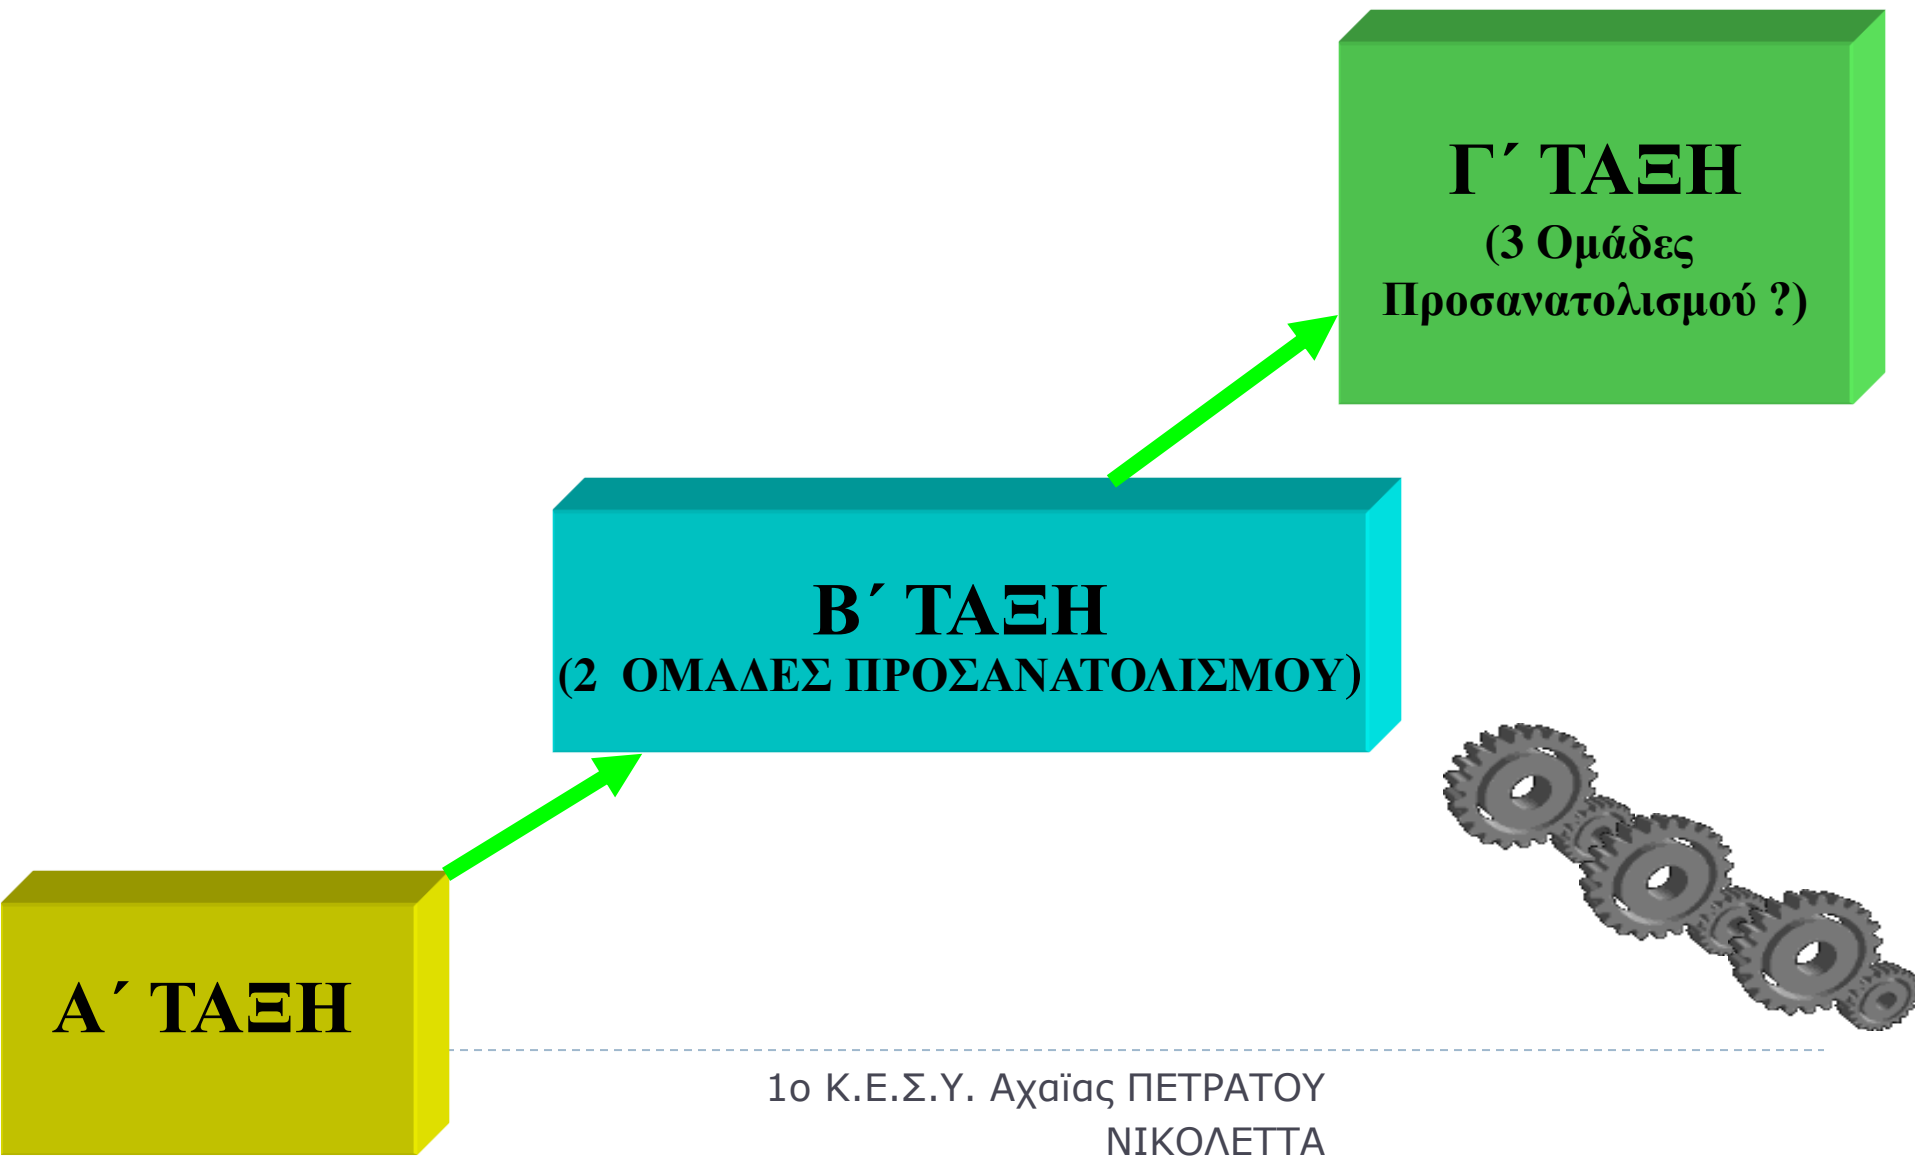 Γ΄ ΤΑΞΗ
(3 Ομάδες
Προσανατολισμού ?)
Β΄ ΤΑΞΗ
(2 ΟΜΑΔΕΣ ΠΡΟΣΑΝΑΤΟΛΙΣΜΟΥ)
Α΄ ΤΑΞΗ
1ο Κ.Ε.Σ.Υ. Αχαϊας ΠΕΤΡΑΤΟΥ
ΝΙΚΟΛΕΤΤΑ